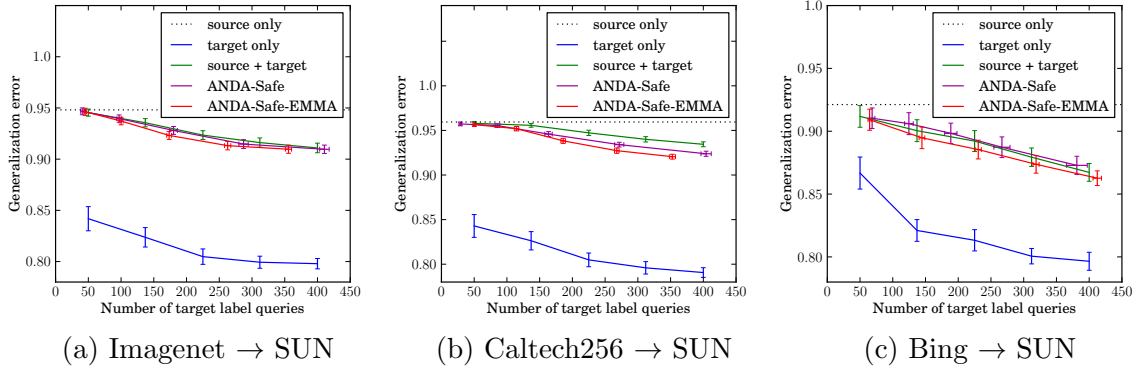 source only
target only
source + target
ANDA-Safe
ANDA-Safe-EMMA
Generalization error
1.0
0.95
0.90
0.85
0.80
0 50 100 150 200 250 300 350 400 450
Number of target label queries
(a) Imagenet → SUN
source only
target only
source + target
ANDA-Safe
ANDA-Safe-EMMA
Generalization error
1.0
0.95
0.90
0.85
0.80
0 50 100 150 200 250 300 350 400 450
Number of target label queries
(b) Caltech256 → SUN
source only
target only
source + target
ANDA-Safe
ANDA-Safe-EMMA
Generalization error
1.00
0.95
0.90
0.85
0.80
0 50 100 150 200 250 300 350 400 450
Number of target label queries
(c) Bing → SUN